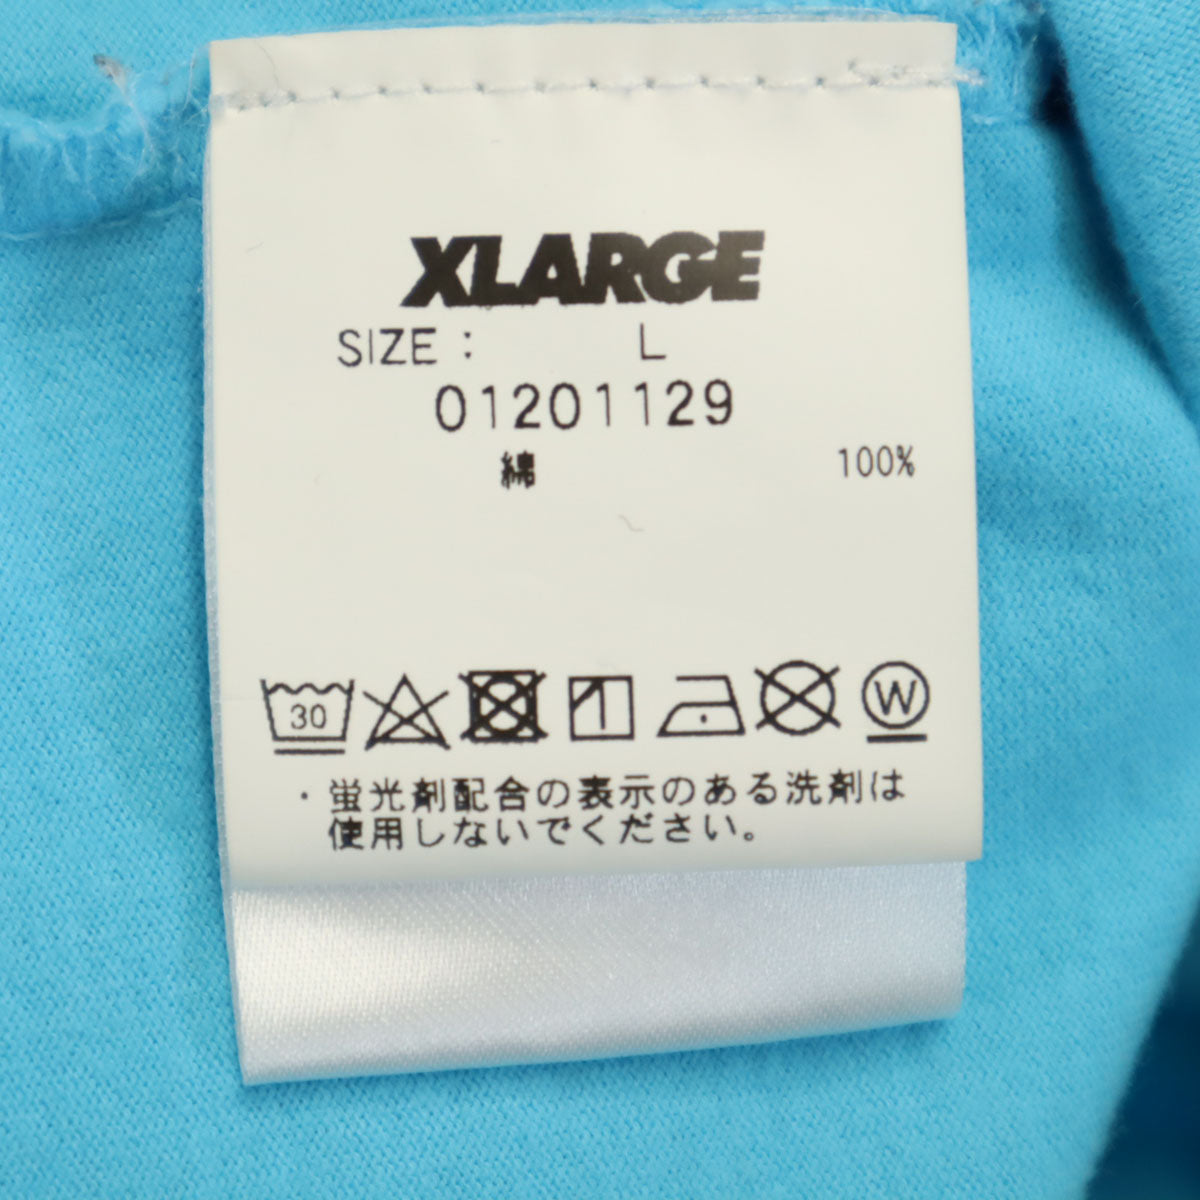 XLARGE
SIZE : L
01201129
綿 100%
30 W
・蛍光剤配合の表示のある洗剤は
使用しないでください。